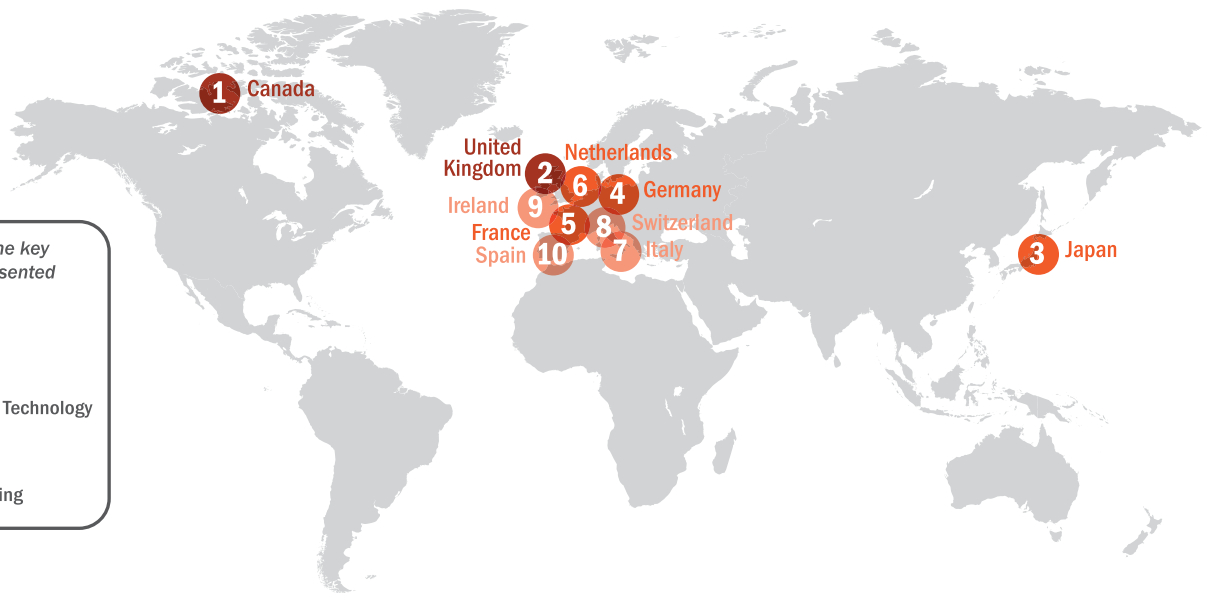 1 Canada
United
Kingdom 2
Netherlands
6
4 Germany
Ireland 9
France 5
8 Switzerland
Spain 10
7 Italy
3 Japan
key
Technology